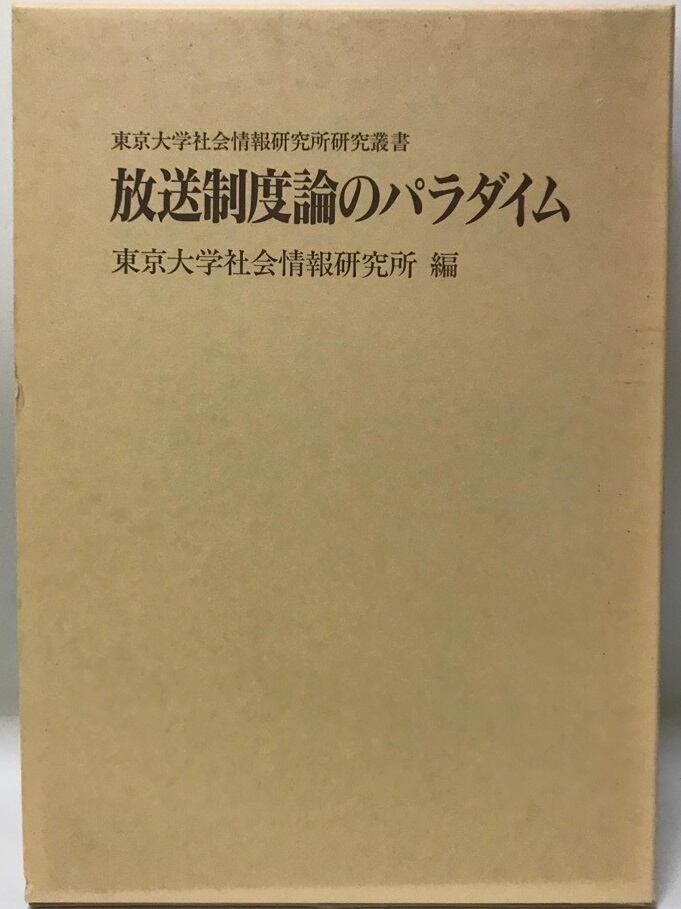 東京大学社会情報研究所研究叢書
放送制度論のパラダイム
東京大学社会情報研究所 編